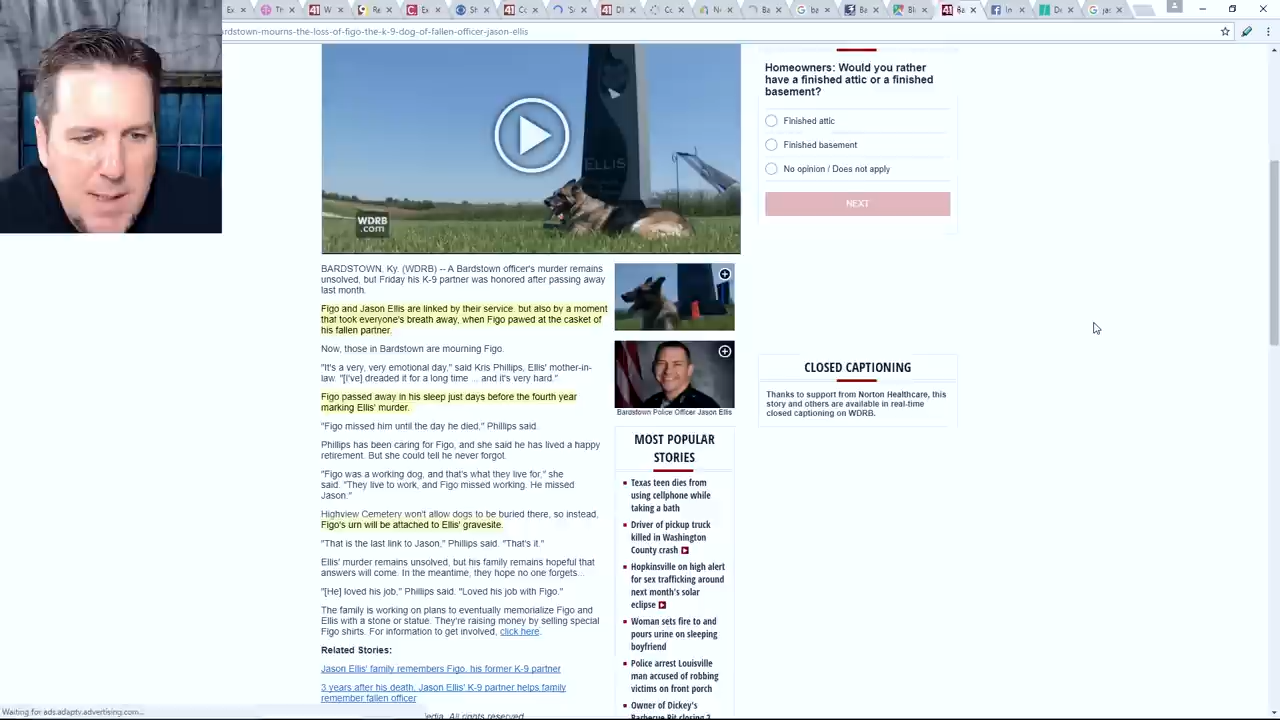 ardstown-mourns-the-loss-of-figo-the-k-9-dog-of-fallen-officer-jason-ellis
ELLIS
WDRB
.com
BARDSTOWN, Ky. (WDRB) -- A Bardstown officer's murder remains
unsolved, but Friday his K-9 partner was honored after passing away
last month.
Figo and Jason Ellis are linked by their service, but also by a moment
that took everyone's breath away, when Figo pawed at the casket of
his fallen partner.
Now, those in Bardstown are mourning Figo.
"It's a very, very emotional day," said Kris Phillips, Ellis' mother-in-
law. "[I've] dreaded it for a long time ... and it's very hard."
Figo passed away in his sleep just days before the fourth year
marking Ellis' murder.
"Figo missed him until the day he died," Phillips said.
Phillips has been caring for Figo, and she said he has lived a happy
retirement. But she could tell he never forgot.
"Figo was a working dog, and that's what they live for," she
said. "They live to work, and Figo missed working. He missed
Jason."
Highview Cemetery won't allow dogs to be buried there, so instead,
Figo's urn will be attached to Ellis' gravesite.
"That is the last link to Jason," Phillips said. "That's it."
Ellis' murder remains unsolved, but his family remains hopeful that
answers will come. In the meantime, they hope no one forgets...
"[He] loved his job," Phillips said. "Loved his job with Figo."
The family is working on plans to eventually memorialize Figo and
Ellis with a stone or statue. They're raising money by selling special
Figo shirts. For information to get involved, click here.
Related Stories:
Jason Ellis' family remembers Figo, his former K-9 partner
3 years after his death, Jason Ellis' K-9 partner helps family
remember fallen officer
edia. All rights reserved.
Bardstown Police Officer Jason Ellis
MOST POPULAR
STORIES
Texas teen dies from
using cellphone while
taking a bath
Driver of pickup truck
killed in Washington
County crash
Hopkinsville on high alert
for sex trafficking around
next month's solar
eclipse
Woman sets fire to and
pours urine on sleeping
boyfriend
Police arrest Louisville
man accused of robbing
victims on front porch
Owner of Dickey's
Barbecue Pit closing 3
Homeowners: Would you rather
have a finished attic or a finished
basement?
Finished attic
Finished basement
No opinion / Does not apply
NEXT
CLOSED CAPTIONING
Thanks to support from Norton Healthcare, this
story and others are available in real-time
closed captioning on WDRB.
Waiting for ads.adaptv.advertising.com...